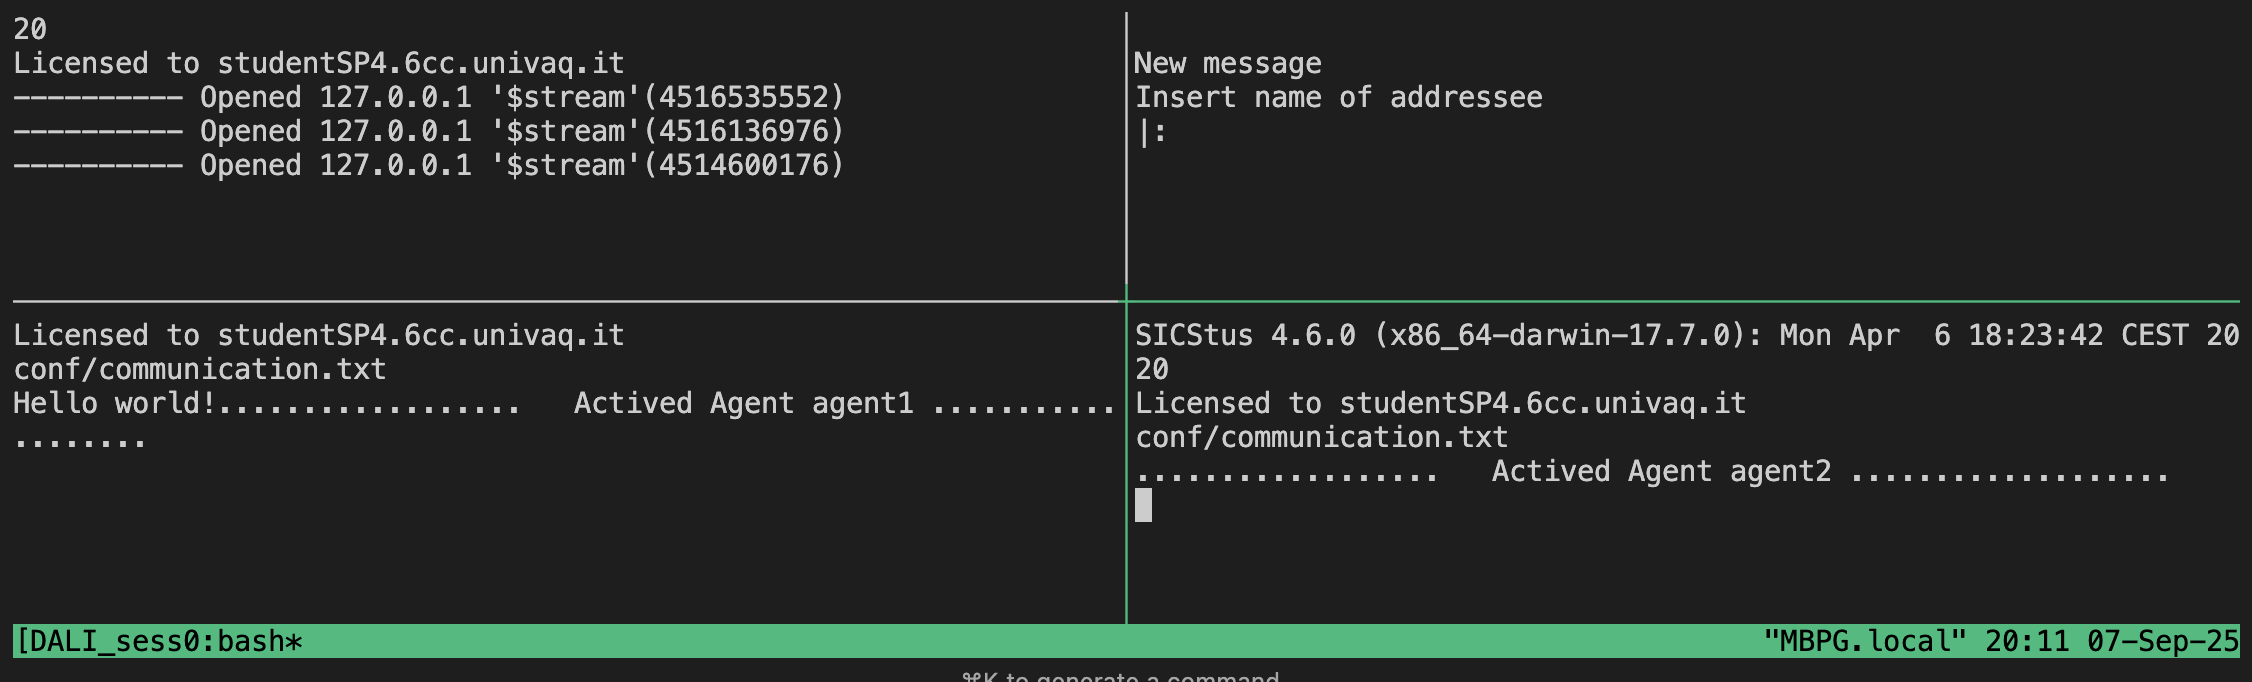 20
Licensed to studentSP4.6cc.univaq.it
---------- Opened 127.0.0.1 '$stream'(4516535552)
---------- Opened 127.0.0.1 '$stream'(4516136976)
---------- Opened 127.0.0.1 '$stream'(4514600176)
New message
Insert name of addressee
|:
Licensed to studentSP4.6cc.univaq.it
conf/communication.txt
Hello world!..................   Actived Agent agent1 ...........
........
SICStus 4.6.0 (x86_64-darwin-17.7.0): Mon Apr  6 18:23:42 CEST 20
20
Licensed to studentSP4.6cc.univaq.it
conf/communication.txt
..................   Actived Agent agent2 ...................
[DALI_sess0:bash* "MBPG.local" 20:11 07-Sep-25
⌘K to generate a command